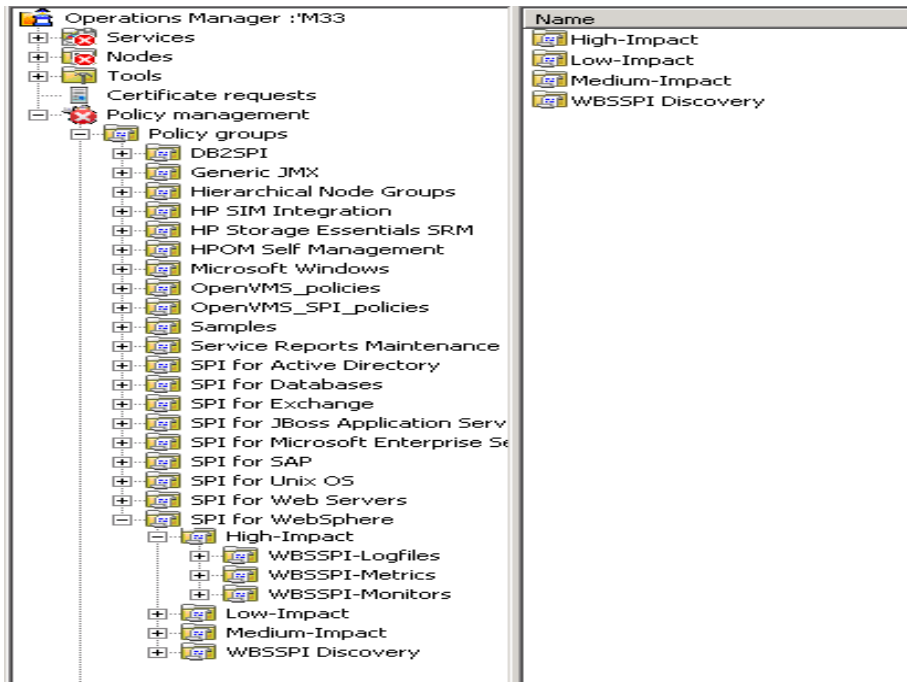 Operations Manager :'M33
Services
Nodes
Tools
Certificate requests
Policy management
Policy groups
DB2SPI
Generic JMX
Hierarchical Node Groups
HP SIM Integration
HP Storage Essentials SRM
HPOM Self Management
Microsoft Windows
OpenVMS_policies
OpenVMS_SPI_policies
Samples
Service Reports Maintenance
SPI for Active Directory
SPI for Databases
SPI for Exchange
SPI for JBoss Application Serv
SPI for Microsoft Enterprise Se
SPI for SAP
SPI for Unix OS
SPI for Web Servers
SPI for WebSphere
High-Impact
WBSSPI-Logfiles
WBSSPI-Metrics
WBSSPI-Monitors
Low-Impact
Medium-Impact
WBSSPI Discovery
Name
High-Impact
Low-Impact
Medium-Impact
WBSSPI Discovery